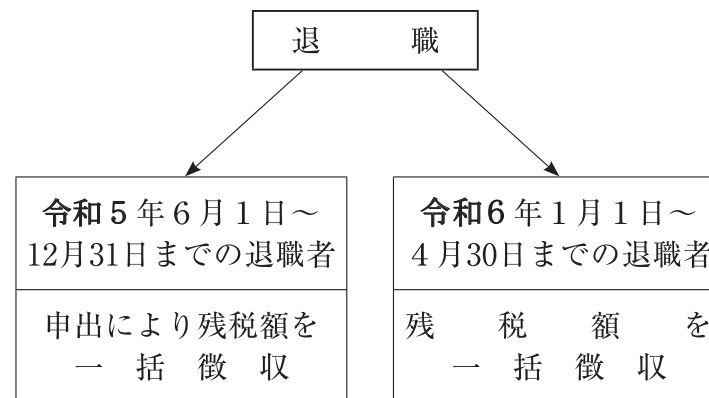 退職
令和5年6月1日～
12月31日までの退職者
申出により残税額を
一括徴収
令和6年1月1日～
4月30日までの退職者
残税額を
一括徴収